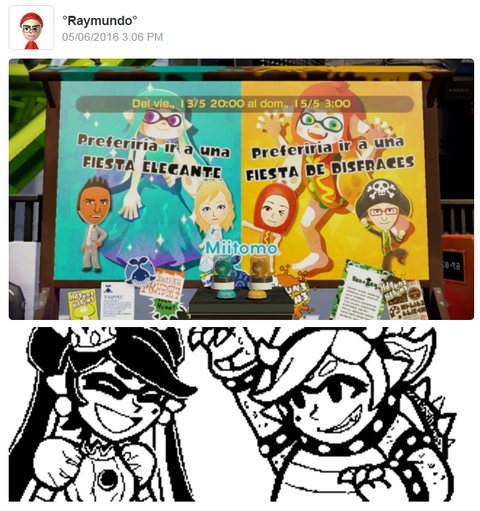 °Raymundo°
05/06/2016 3:06 PM
Del vie., 13/5 20:00 al dom., 15/5 3:00
Preferiría ir a una
FIESTA ELEGANTE
Preferiría ir a una
FIESTA DE DISFRACES
Miitomo